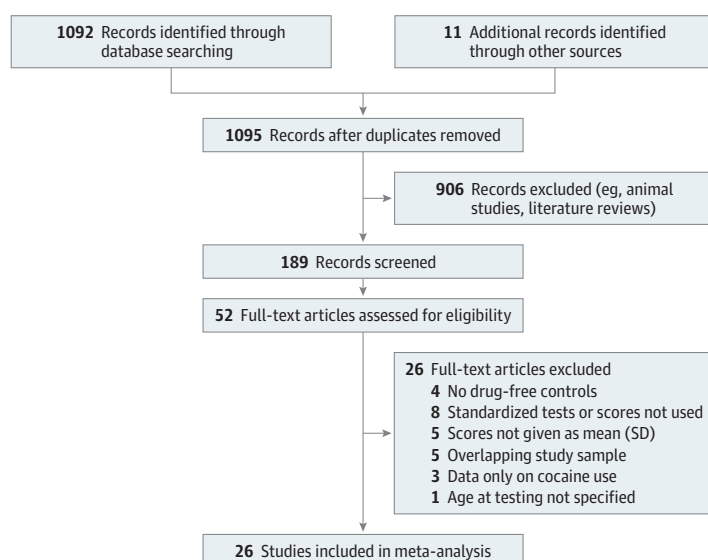 1092 Records identified through
database searching
11 Additional records identified
through other sources
1095 Records after duplicates removed
906 Records excluded (eg, animal
studies, literature reviews)
189 Records screened
52 Full-text articles assessed for eligibility
26 Full-text articles excluded
4 No drug-free controls
8 Standardized tests or scores not used
5 Scores not given as mean (SD)
5 Overlapping study sample
3 Data only on cocaine use
1 Age at testing not specified
26 Studies included in meta-analysis